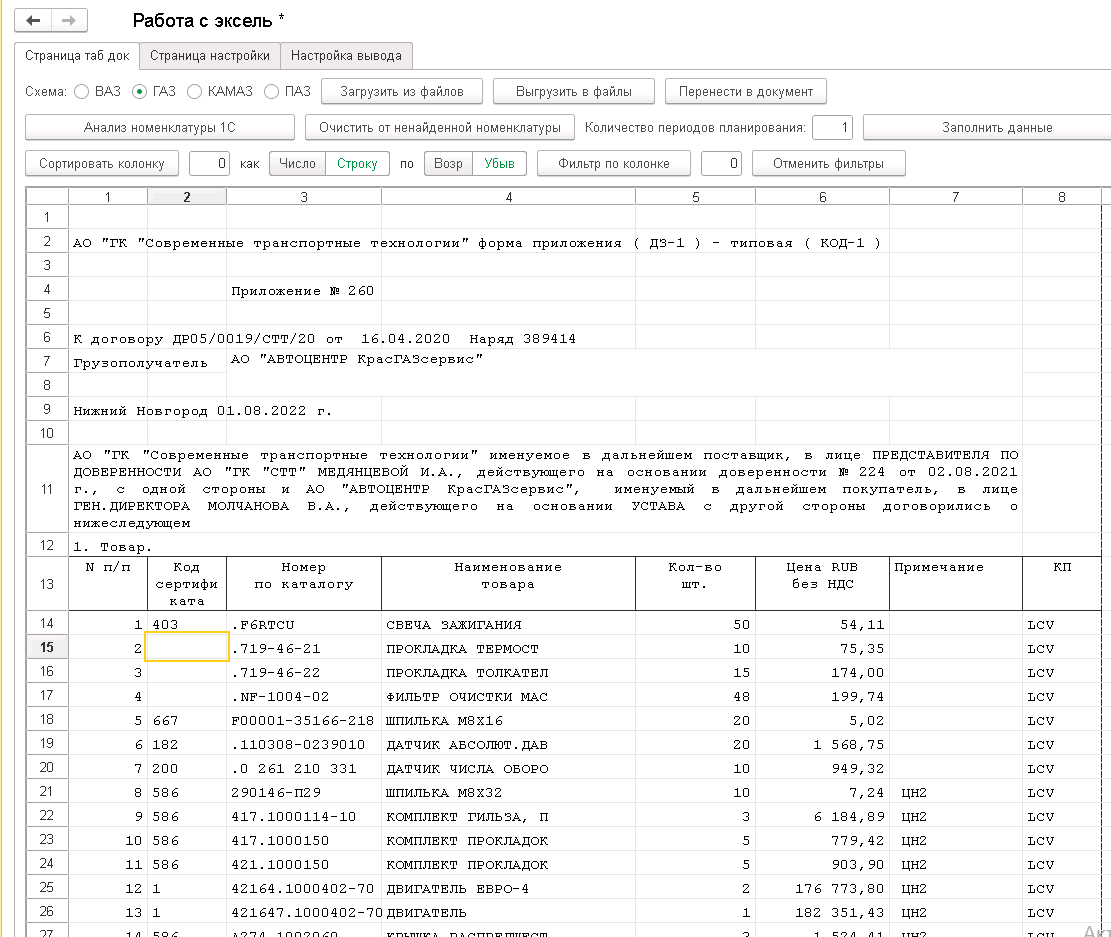 Работа с эксель *
Страница таб док Страница настройки Настройка вывода
Схема: ВАЗ ГАЗ КАМАЗ ПАЗ Загрузить из файлов Выгрузить в файлы Перенести в документ
Анализ номенклатуры 1С Очистить от ненайденной номенклатуры Количество периодов планирования: 1 Заполнить данные
Сортировать колонку 0 как Число Строку по Возр Убыв Фильтр по колонке 0 Отменить фильтры
1 2 3 4 5 6 7 8
1
2 АО "ГК "Современные транспортные технологии" форма приложения ( ДЗ-1 ) - типовая ( КОД-1 )
3
4 Приложение № 260
5
6 К договору ДР05/0019/СТТ/20 от 16.04.2020 Наряд 389414
7 Грузополучатель АО "АВТОЦЕНТР КрасГАЗсервис"
8
9 Нижний Новгород 01.08.2022 г.
10
АО "ГК "Современные транспортные технологии" именуемое в дальнейшем поставщик, в лице ПРЕДСТАВИТЕЛЯ ПО
ДОВЕРЕННОСТИ АО "ГК "СТТ" МЕДЯНЦЕВОЙ И.А., действующего на основании доверенности № 224 от 02.08.2021
11 г., с одной стороны и АО "АВТОЦЕНТР КрасГАЗсервис", именуемый в дальнейшем покупатель, в лице
ГЕН.ДИРЕКТОРА МОЛЧАНОВА В.А., действующего на основании УСТАВА с другой стороны договорились о
нижеследующем
12 1. Товар.
N п/п Код Номер Наименование Кол-во Цена RUB Примечание КП
13 сертифи по каталогу товара шт. без НДС
ката
14 1 403 .F6RTCU СВЕЧА ЗАЖИГАНИЯ 50 54,11 LCV
15 2 .719-46-21 ПРОКЛАДКА ТЕРМОСТ 10 75,35 LCV
16 3 .719-46-22 ПРОКЛАДКА ТОЛКАТЕЛ 15 174,00 LCV
17 4 .NF-1004-02 ФИЛЬТР ОЧИСТКИ МАС 48 199,74 LCV
18 5 667 F00001-35166-218 ШПИЛЬКА М8Х16 20 5,02 LCV
19 6 182 .110308-0239010 ДАТЧИК АБСОЛЮТ.ДАВ 20 1 568,75 LCV
20 7 200 .0 261 210 331 ДАТЧИК ЧИСЛА ОБОРО 10 949,32 LCV
21 8 586 290146-П29 ШПИЛЬКА М8Х32 10 7,24 ЦН2 LCV
22 9 586 417.1000114-10 КОМПЛЕКТ ГИЛЬЗА, П 3 6 184,89 ЦН2 LCV
23 10 586 417.1000150 КОМПЛЕКТ ПРОКЛАДОК 5 779,42 ЦН2 LCV
24 11 586 421.1000150 КОМПЛЕКТ ПРОКЛАДОК 5 903,90 ЦН2 LCV
25 12 1 42164.1000402-70 ДВИГАТЕЛЬ ЕВРО-4 2 176 773,80 ЦН2 LCV
26 13 1 421647.1000402-70 ДВИГАТЕЛЬ 1 182 351,43 ЦН2 LCV
27 14 586 ЦН2 LCV